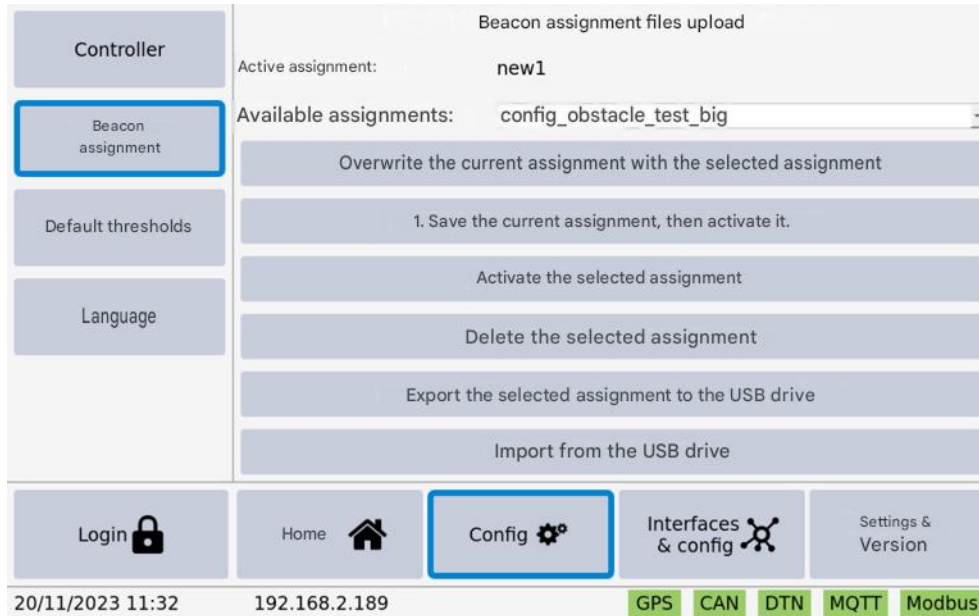 Beacon assignment files upload
Controller
Active assignment: new1
Beacon
assignment
Available assignments: config_obstacle_test_big
Overwrite the current assignment with the selected assignment
Default thresholds
1. Save the current assignment, then activate it.
Activate the selected assignment
Language
Delete the selected assignment
Export the selected assignment to the USB drive
Import from the USB drive
Login
Home
Config
Interfaces
& config
Settings &
Version
20/11/2023 11:32
192.168.2.189
GPS CAN DTN MQTT Modbus